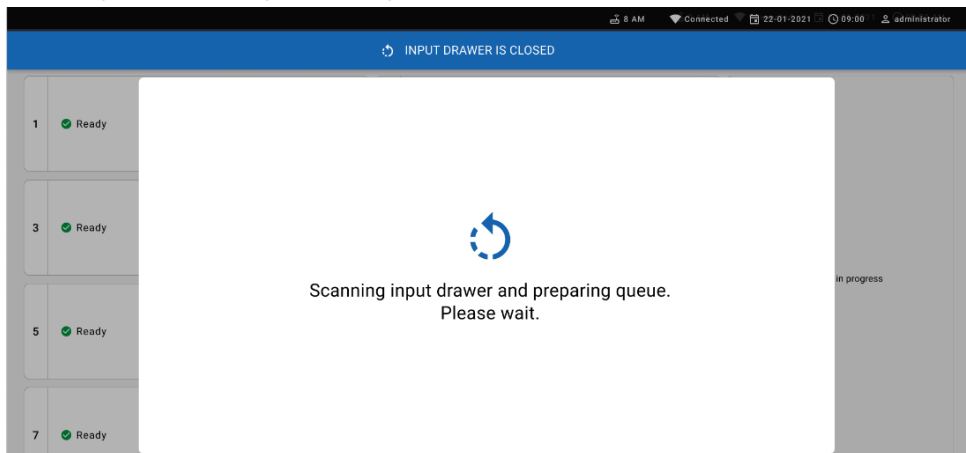 8 AM Connected 22-01-2021 09:00 administrator
INPUT DRAWER IS CLOSED
1 Ready
3 Ready
in progress
Scanning input drawer and preparing queue.
Please wait.
5 Ready
7 Ready